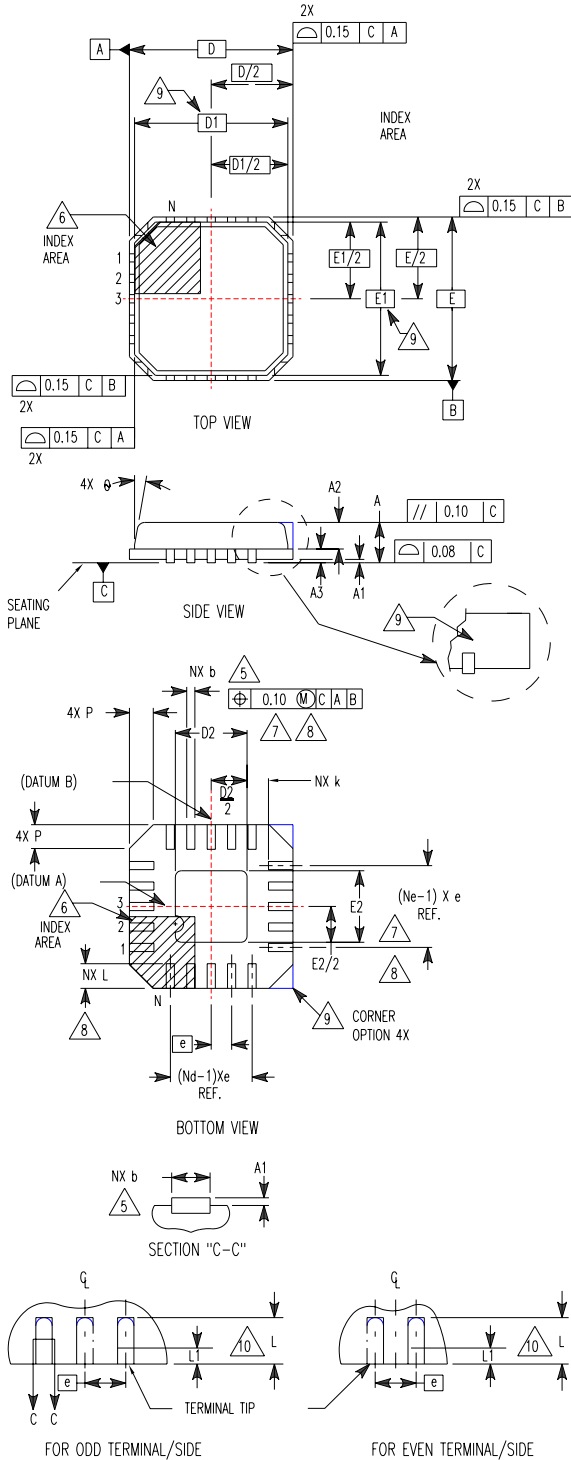 2X
0.15 C A
A
D
D/2
9
D1
INDEX
AREA
D1/2
2X
0.15 C B
N
6
INDEX
AREA
1
2
3
E1/2
E/2
E1
E
9
0.15 C B
2X
B
0.15 C A
2X
TOP VIEW
4X θ
A2
A
// 0.10 C
0.08 C
A3
A1
C
SEATING
PLANE
SIDE VIEW
9
NX b
5
0.10 M C A B
4X P
D2
7
8
(DATUM B)
D2
2
NX k
4X P
(DATUM A)
6
INDEX
AREA
3
2
1
E2
(Ne-1) X e
REF.
7
E2/2
8
NX L
8
N
9
CORNER
OPTION 4X
e
(Nd-1)Xe
REF.
BOTTOM VIEW
NX b
A1
5
SECTION "C-C"
CL
CL
10
L
L1
10
L
L1
e
e
C C
TERMINAL TIP
FOR ODD TERMINAL/SIDE
FOR EVEN TERMINAL/SIDE